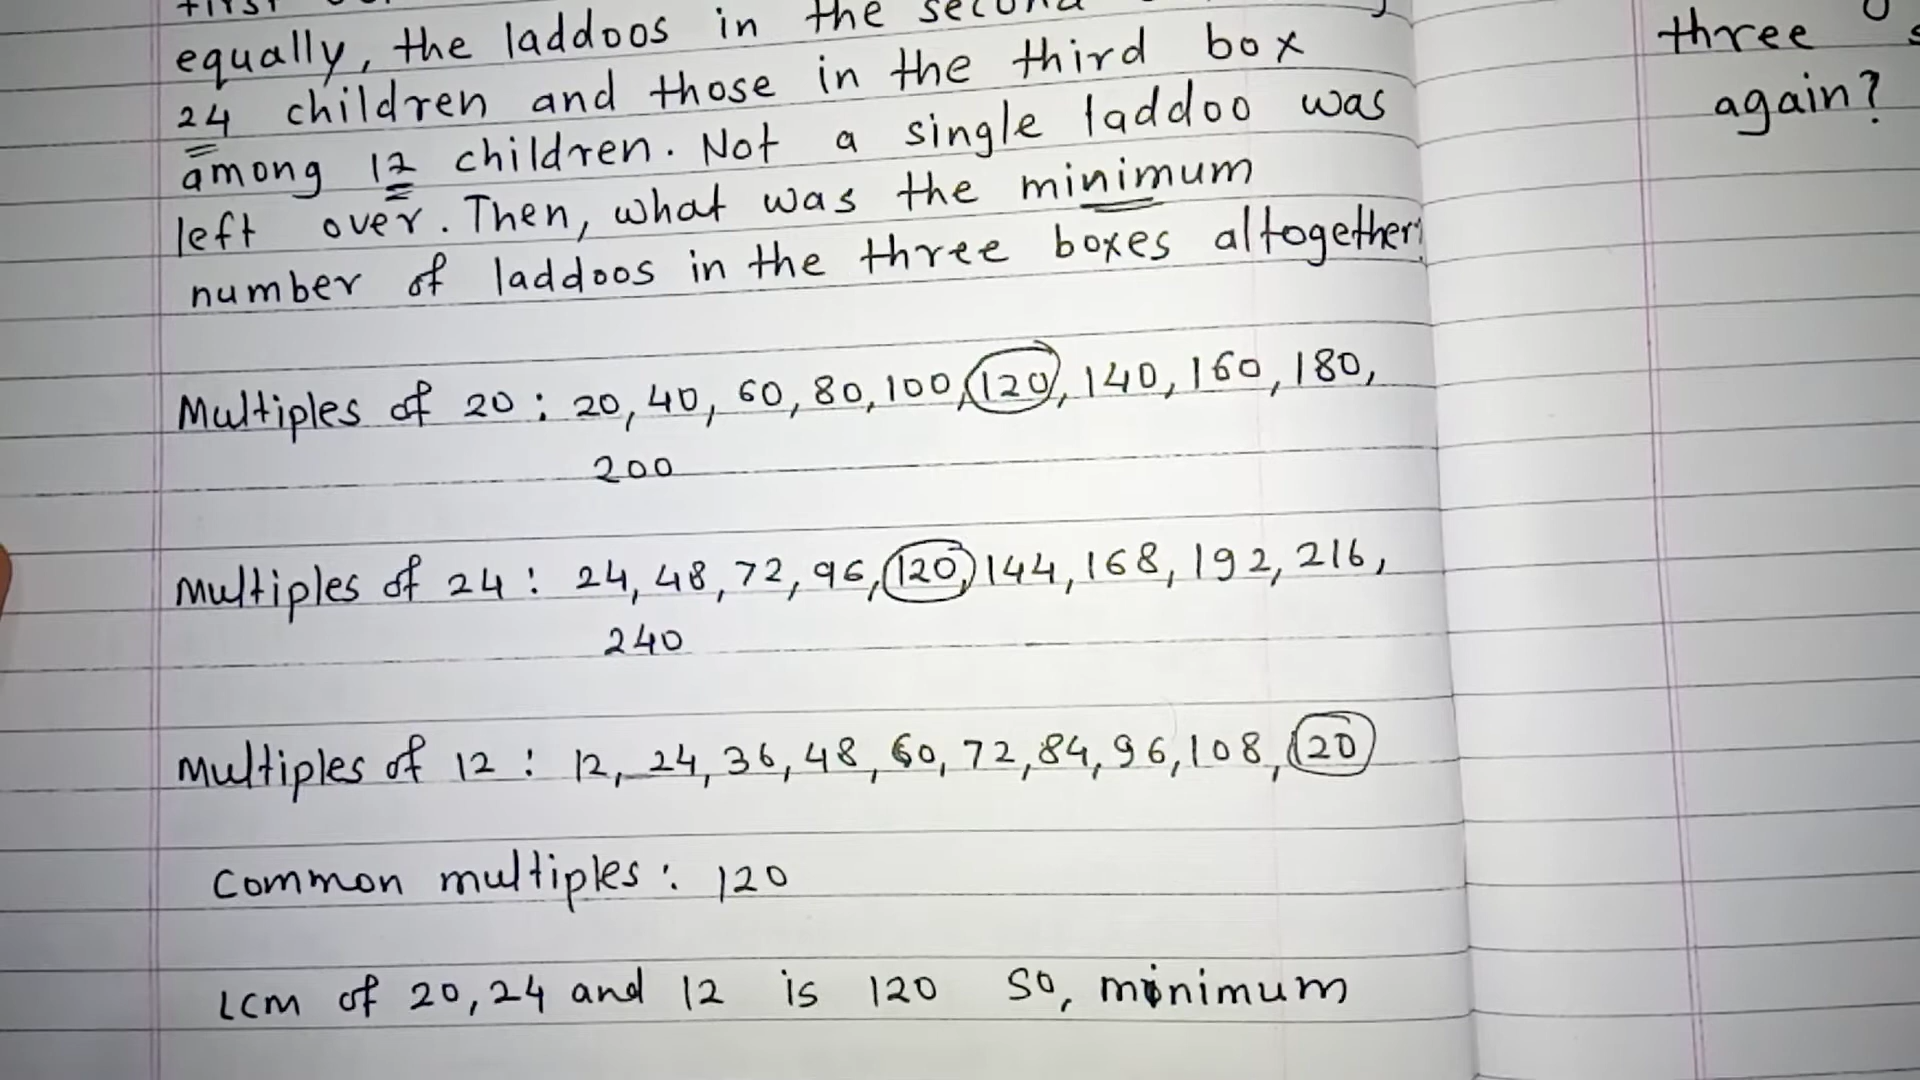 first
equally, the laddoos in the second
24 children and those in the third box
among 12 children. Not a single laddoo was
left over. Then, what was the minimum
number of laddoos in the three boxes altogether?
Multiples of 20 : 20, 40, 60, 80, 100, 120, 140, 160, 180,
200
Multiples of 24 : 24, 48, 72, 96, 120, 144, 168, 192, 216,
240
Multiples of 12 : 12, 24, 36, 48, 60, 72, 84, 96, 108, 120
Common multiples : 120
LCM of 20, 24 and 12 is 120 So, minimum
three
again?